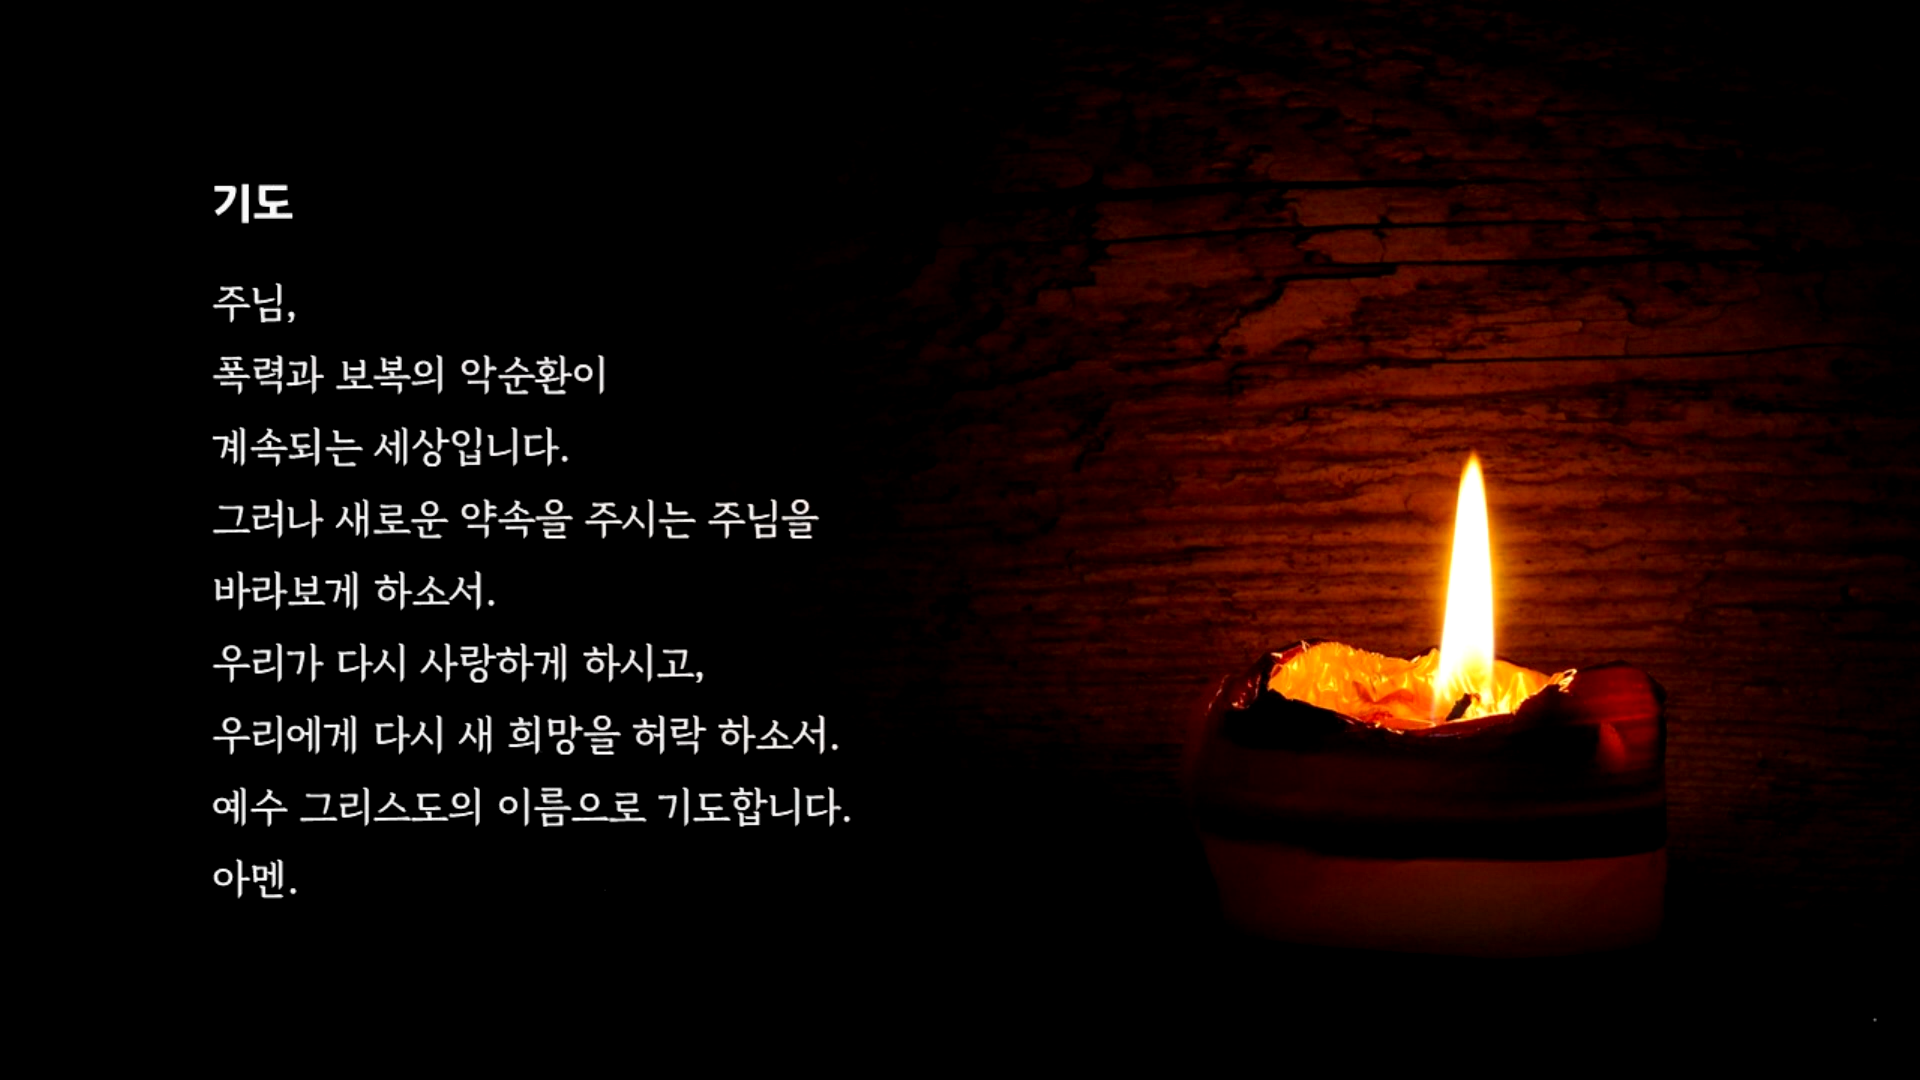 기도
주님,
폭력과 보복의 악순환이
계속되는 세상입니다.
그러나 새로운 약속을 주시는 주님을
바라보게 하소서.
우리가 다시 사랑하게 하시고,
우리에게 다시 새 희망을 허락 하소서.
예수 그리스도의 이름으로 기도합니다.
아멘.